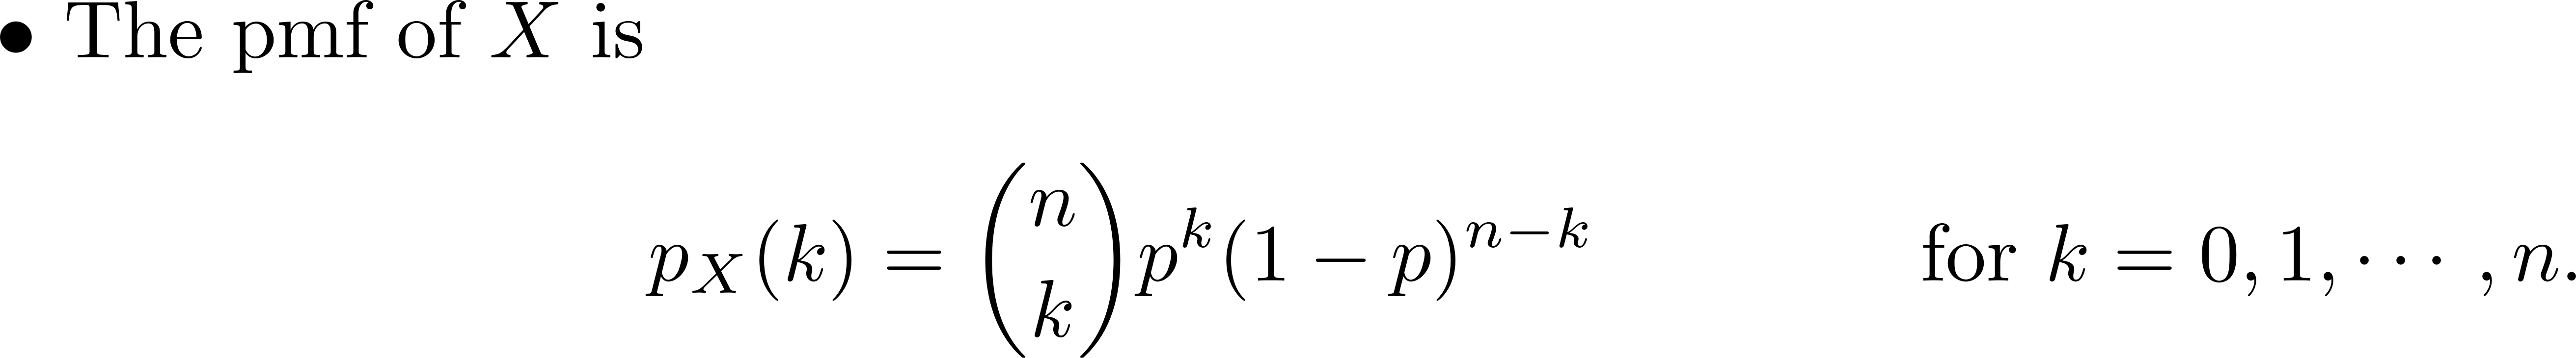 • The pmf of X is
p_X(k) = \binom{n}{k} p^k (1 − p)^{n−k} for k = 0, 1, ⋯ , n.